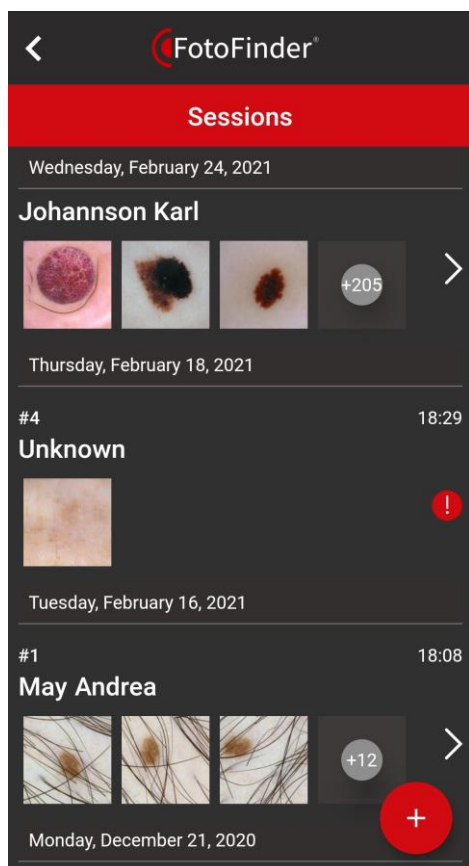 FotoFinder®
Sessions
Wednesday, February 24, 2021
Johannson Karl
+205
Thursday, February 18, 2021
#4 18:29
Unknown
!
Tuesday, February 16, 2021
#1 18:08
May Andrea
+12
+
Monday, December 21, 2020